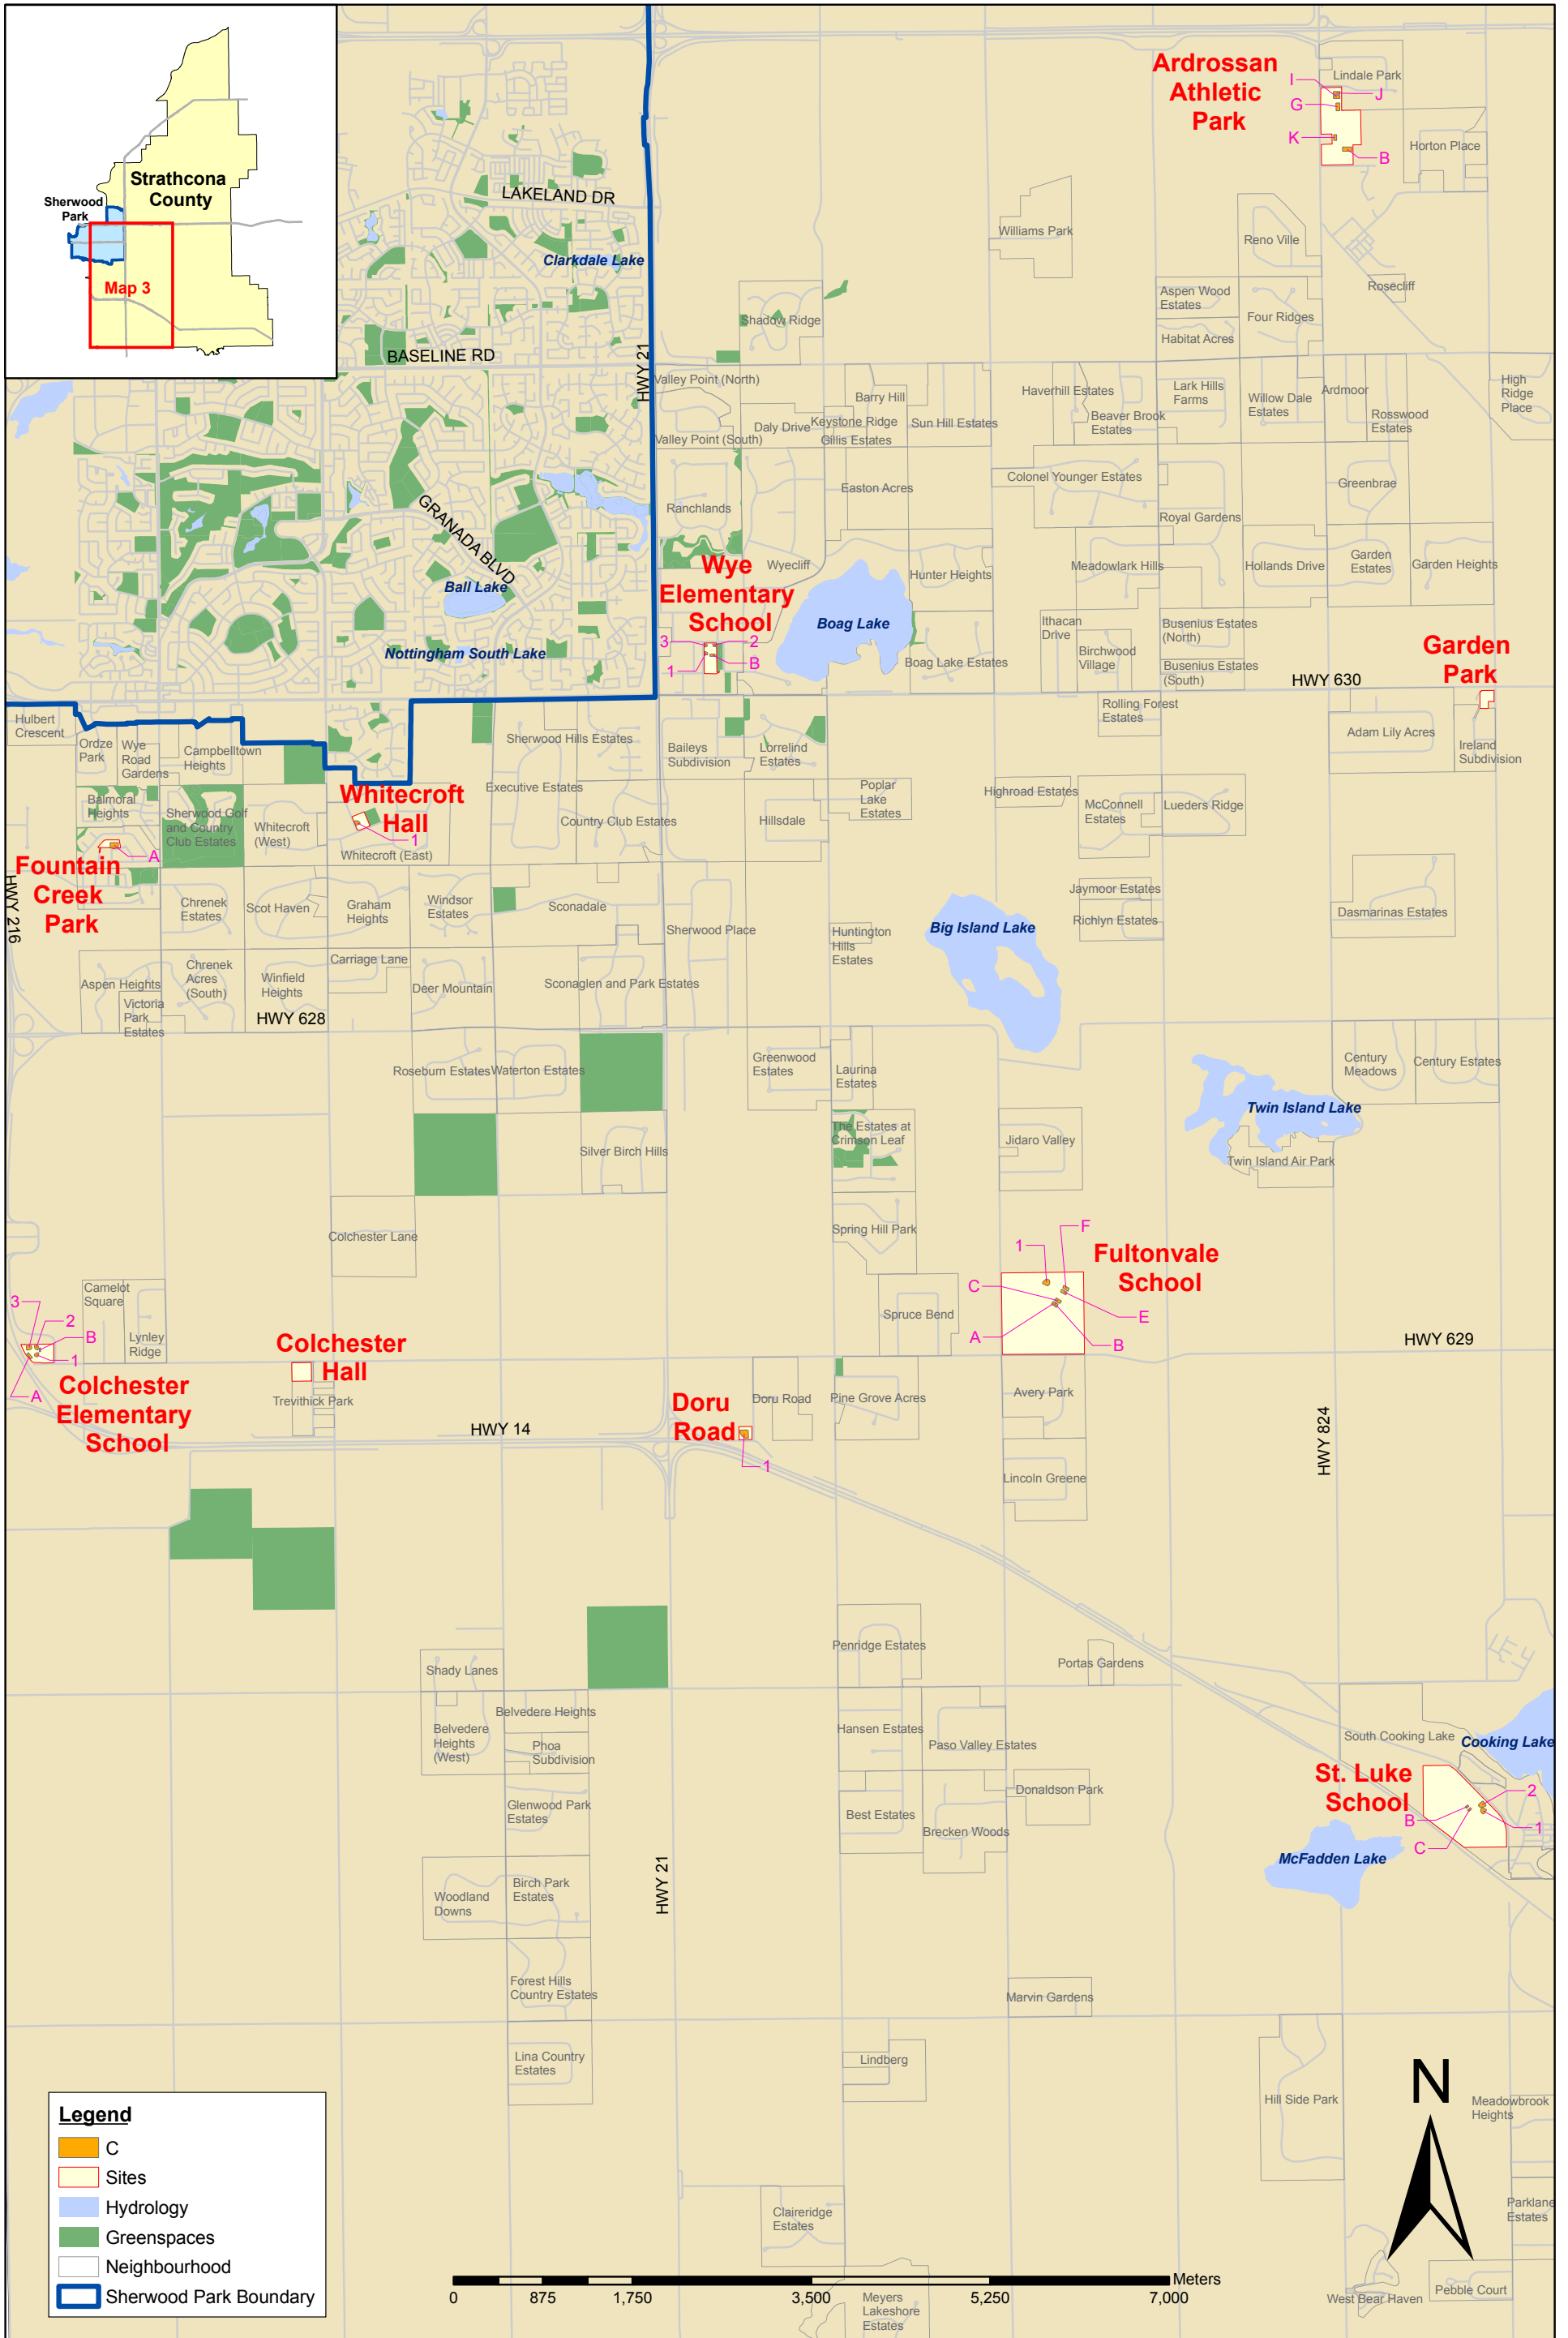 Strathcona
County
Sherwood
Park
Map 3
LAKELAND DR
Clarkdale Lake
BASELINE RD
HWY 21
GRANADA BLVD
Ball Lake
Nottingham South Lake
Ardrossan
Athletic
Park
I
J
G
K
B
Lindale Park
Horton Place
Williams Park
Reno Ville
Rosecliff
Aspen Wood
Estates
Four Ridges
Habitat Acres
Shadow Ridge
Valley Point (North)
Barry Hill
Keystone Ridge
Daly Drive
Gillis Estates
Sun Hill Estates
Valley Point (South)
Haverhill Estates
Beaver Brook
Estates
Lark Hills
Farms
Willow Dale
Estates
Ardmoor
Rosswood
Estates
High
Ridge
Place
Ranchlands
Easton Acres
Colonel Younger Estates
Royal Gardens
Greenbrae
Wyecliff
Hunter Heights
Meadowlark Hills
Hollands Drive
Garden
Estates
Garden Heights
Wye
Elementary
School
3
2
1
B
Boag Lake
Boag Lake Estates
Ithacan
Drive
Birchwood
Village
Busenius Estates
(North)
Busenius Estates
(South)
Garden
Park
HWY 630
Rolling Forest
Estates
Adam Lily Acres
Ireland
Subdivision
Hulbert
Crescent
Ordze
Park
Wye
Road
Gardens
Campbelltown
Heights
Sherwood Hills Estates
Baileys
Subdivision
Lorrelind
Estates
Executive Estates
Balmoral
Heights
Sherwood Golf
and Country
Club Estates
Whitecroft
(West)
Whitecroft
Hall
1
Whitecroft (East)
Country Club Estates
Hillsdale
Poplar
Lake
Estates
Highroad Estates
McConnell
Estates
Lueders Ridge
A
Fountain
Creek
Park
HWY 216
Chrenek
Estates
Scot Haven
Graham
Heights
Windsor
Estates
Sconadale
Sherwood Place
Huntington
Hills
Estates
Big Island Lake
Jaymoor Estates
Richlyn Estates
Dasmarinas Estates
Aspen Heights
Victoria
Park
Estates
Chrenek
Acres
(South)
Winfield
Heights
Carriage Lane
Deer Mountain
Sconaglen and Park Estates
HWY 628
Roseburn Estates
Waterton Estates
Greenwood
Estates
Laurina
Estates
Century
Meadows
Century Estates
Twin Island Lake
Twin Island Air Park
The Estates at
Crimson Leaf
Jidaro Valley
Silver Birch Hills
Colchester Lane
Spring Hill Park
F
1
C
A
E
B
Fultonvale
School
Spruce Bend
HWY 629
Camelot
Square
Lynley
Ridge
3
2
B
1
A
Colchester
Elementary
School
Colchester
Hall
Trevithick Park
HWY 14
Doru
Road
1
Doru Road
Pine Grove Acres
Avery Park
Lincoln Greene
HWY 824
Shady Lanes
Penridge Estates
Portas Gardens
Belvedere Heights
Belvedere
Heights
(West)
Phoa
Subdivision
Hansen Estates
Paso Valley Estates
South Cooking Lake
Cooking Lake
St. Luke
School
2
B
1
C
Glenwood Park
Estates
Best Estates
Donaldson Park
Brecken Woods
McFadden Lake
Woodland
Downs
Birch Park
Estates
HWY 21
Forest Hills
Country Estates
Marvin Gardens
Lina Country
Estates
Lindberg
Hill Side Park
N
Meadowbrook
Heights
Parklane
Estates
Claireridge
Estates
Meyers
Lakeshore
Estates
West Bear Haven
Pebble Court
Legend
C
Sites
Hydrology
Greenspaces
Neighbourhood
Sherwood Park Boundary
Meters
0 875 1,750 3,500 5,250 7,000